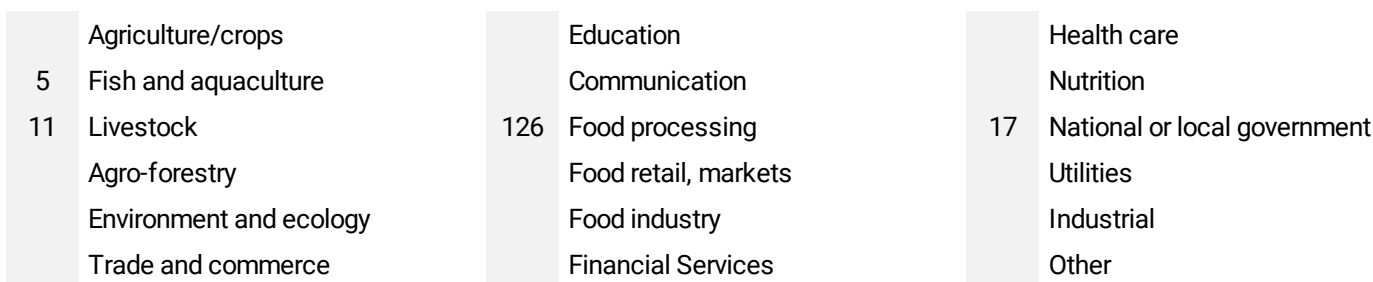 Agriculture/crops Education Health care
5 Fish and aquaculture Communication Nutrition
11 Livestock 126 Food processing 17 National or local government
Agro-forestry Food retail, markets Utilities
Environment and ecology Food industry Industrial
Trade and commerce Financial Services Other